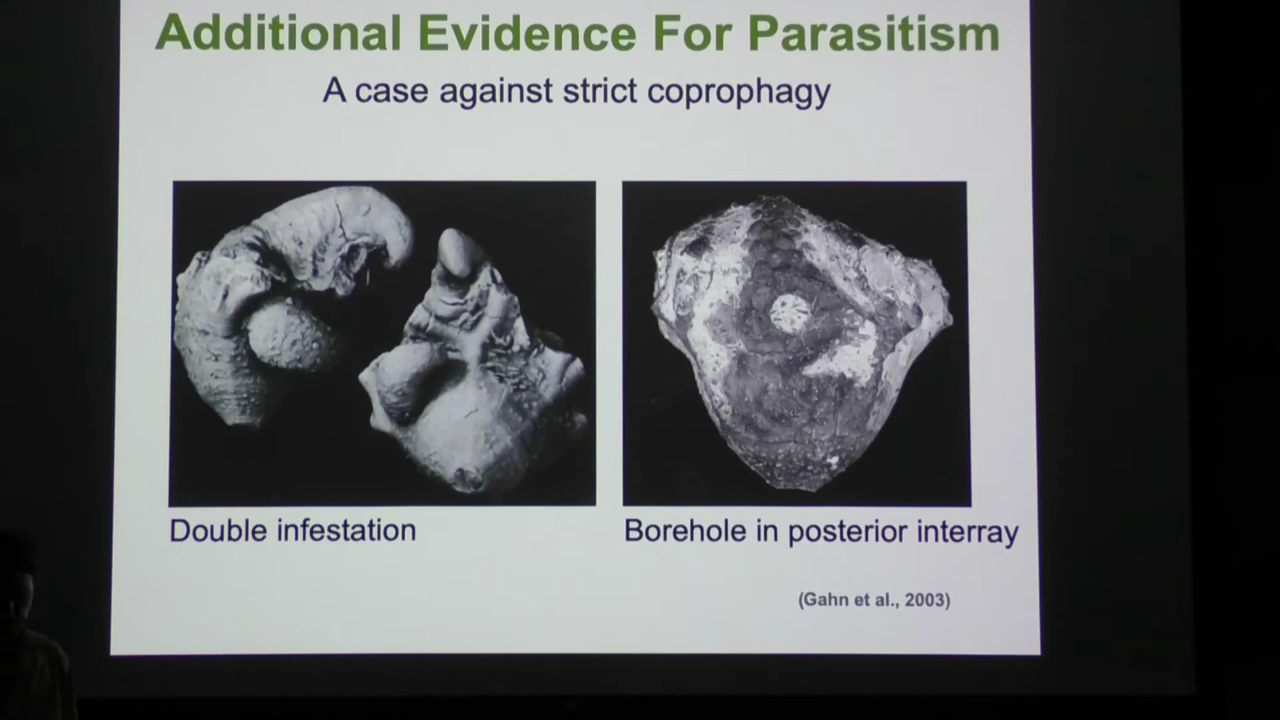 Additional Evidence For Parasitism
A case against strict coprophagy
Double infestation
Borehole in posterior interray
(Gahn et al., 2003)